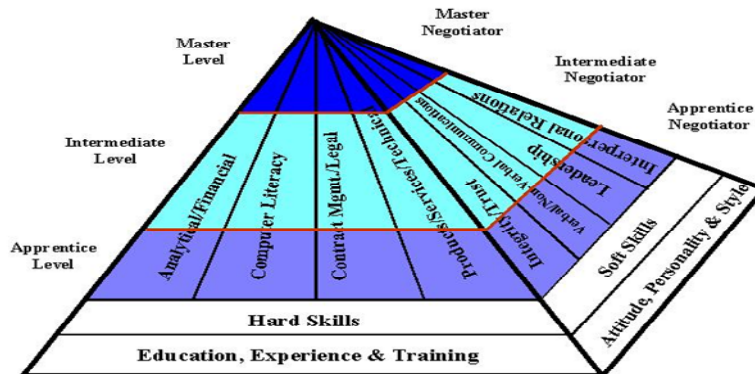 Master
Level
Master
Negotiator
Intermediate
Negotiator
Apprentice
Negotiator
Intermediate
Level
Apprentice
Level
Analytical/Financial
Computer Literacy
Contract Mgmt./Legal
Products/Services/Technical
Integrity/Trust
Verbal/Non-Verbal Communications
Leadership
Interpersonal Relations
Soft Skills
Attitude, Personality & Style
Hard Skills
Education, Experience & Training